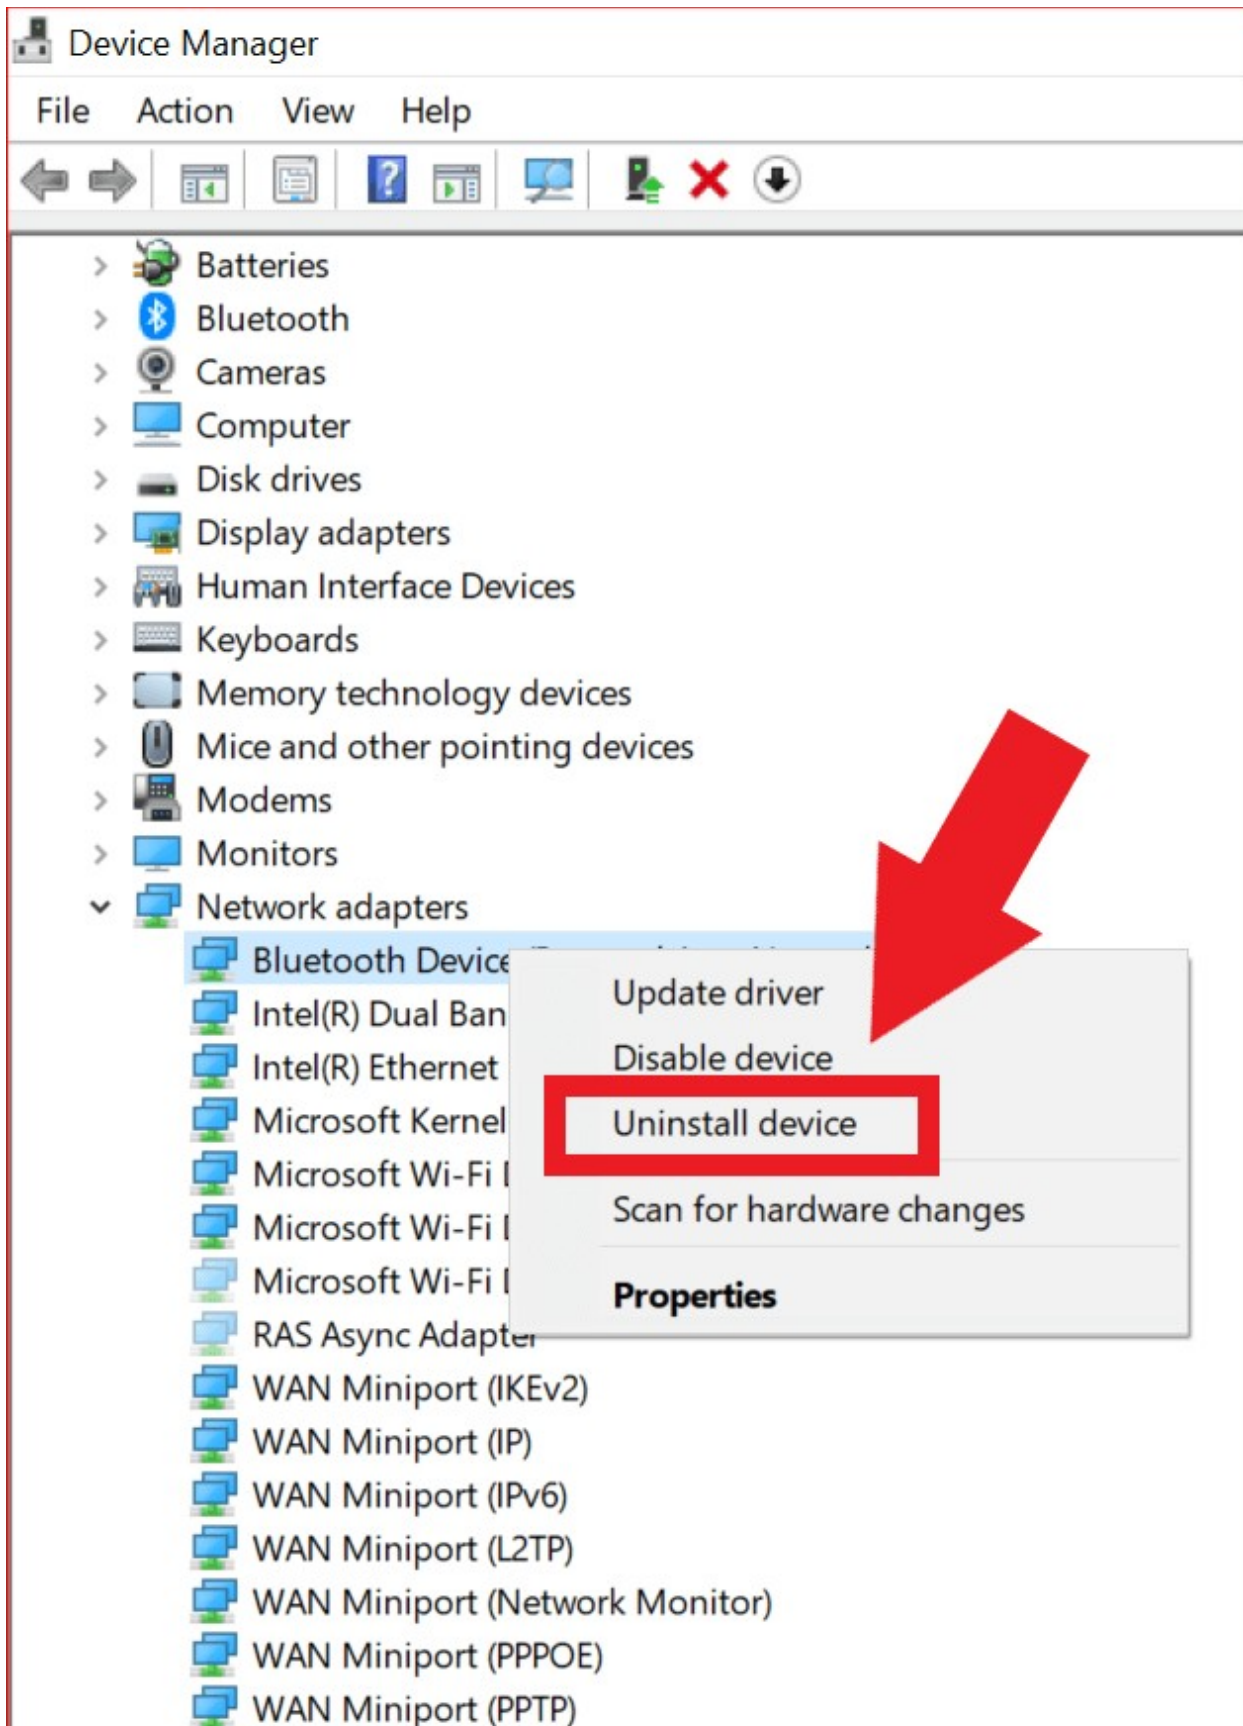 Device Manager
File Action View Help
Batteries
Bluetooth
Cameras
Computer
Disk drives
Display adapters
Human Interface Devices
Keyboards
Memory technology devices
Mice and other pointing devices
Modems
Monitors
Network adapters
Bluetooth Device
Update driver
Intel(R) Dual Ban
Disable device
Intel(R) Ethernet
Uninstall device
Microsoft Kernel
Microsoft Wi-Fi
Scan for hardware changes
Microsoft Wi-Fi
Microsoft Wi-Fi
Properties
RAS Async Adapter
WAN Miniport (IKEv2)
WAN Miniport (IP)
WAN Miniport (IPv6)
WAN Miniport (L2TP)
WAN Miniport (Network Monitor)
WAN Miniport (PPPOE)
WAN Miniport (PPTP)